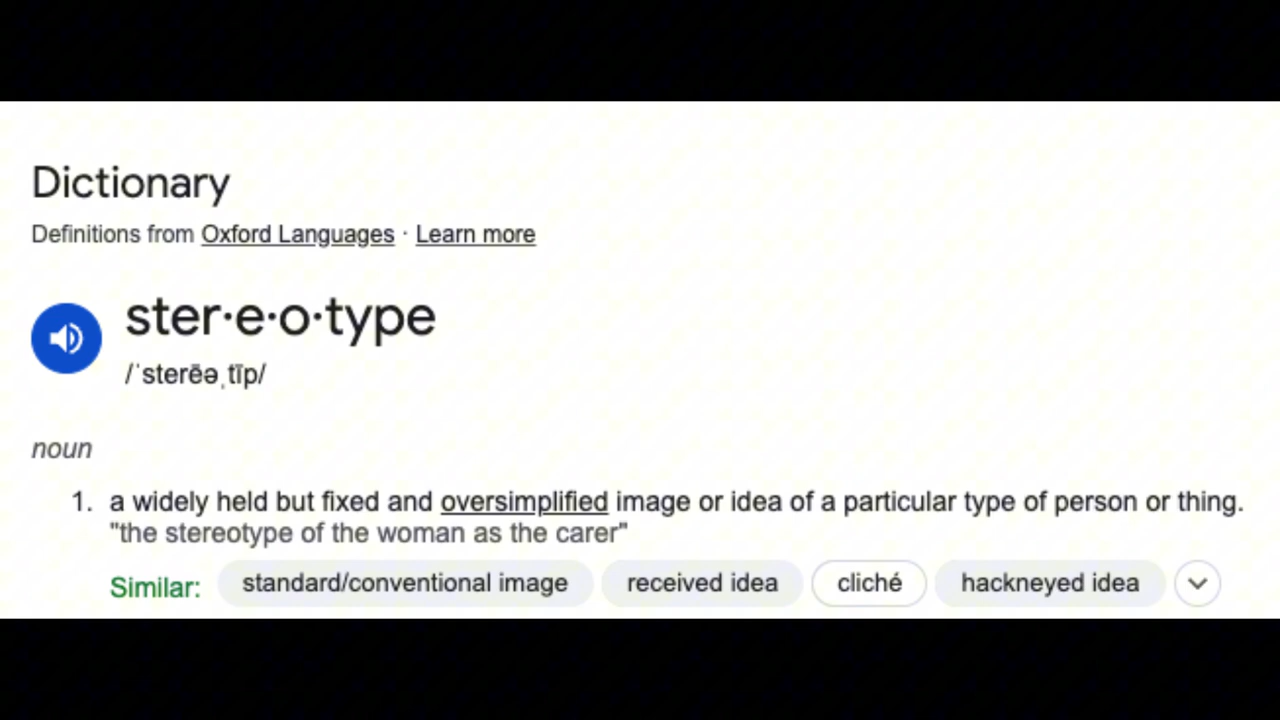 Dictionary
Definitions from Oxford Languages · Learn more
ster·e·o·type
/ˈsterēəˌtīp/
noun
1. a widely held but fixed and oversimplified image or idea of a particular type of person or thing.
"the stereotype of the woman as the carer"
Similar: standard/conventional image received idea cliché hackneyed idea